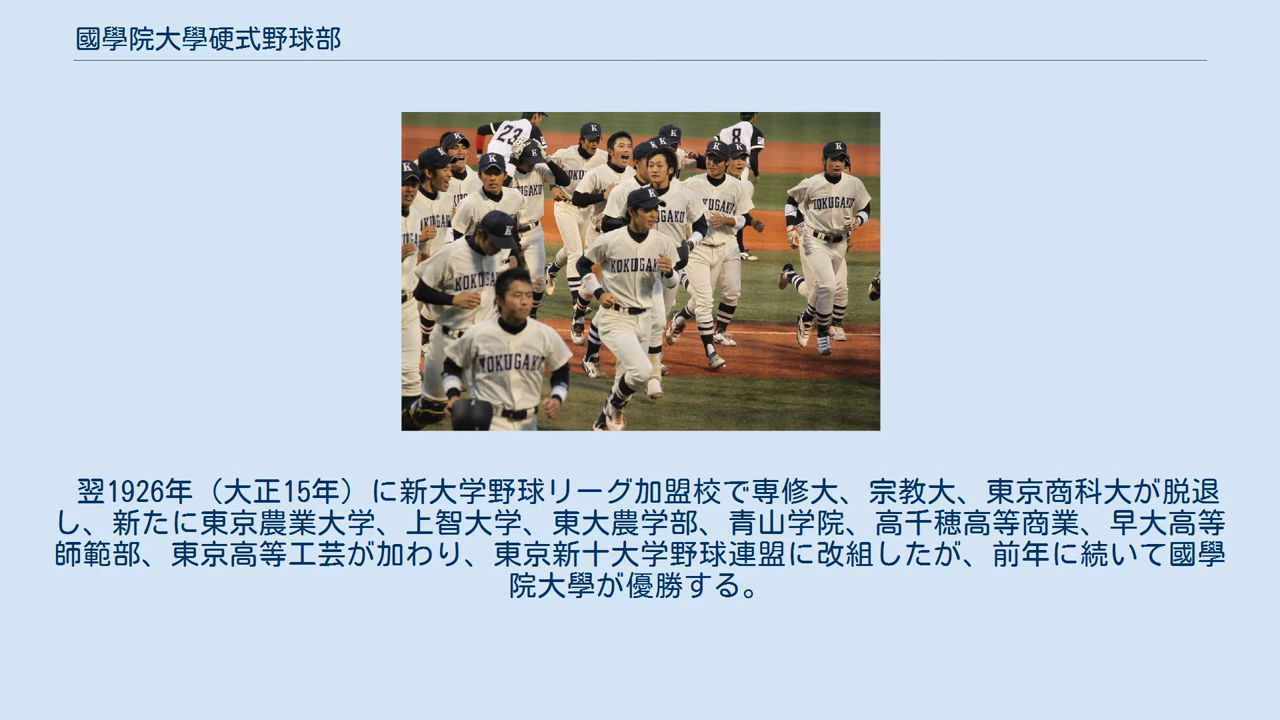 國學院大學硬式野球部
23
8
KOKUGAKU
KOKUGAKU
翌1926年（大正15年）に新大学野球リーグ加盟校で専修大、宗教大、東京商科大が脱退
し、新たに東京農業大学、上智大学、東大農学部、青山学院、高千穂高等商業、早大高等
師範部、東京高等工芸が加わり、東京新十大学野球連盟に改組したが、前年に続いて國學
院大學が優勝する。